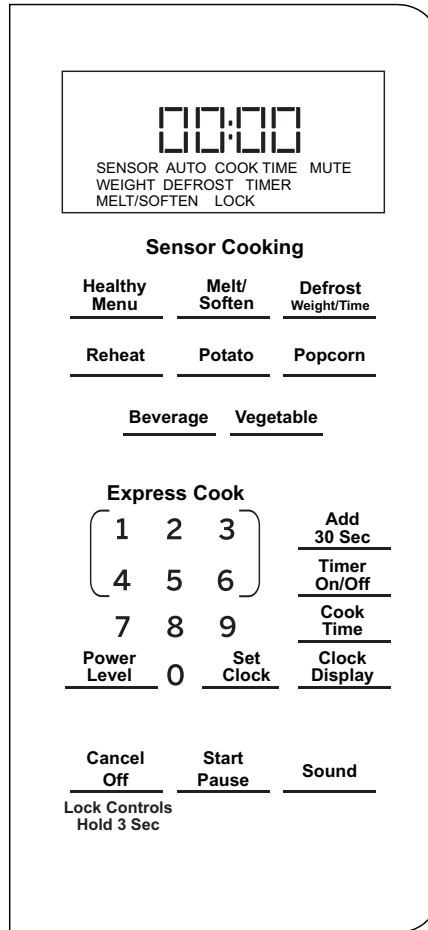 00:00
SENSOR AUTO COOK TIME MUTE
WEIGHT DEFROST TIMER
MELT/SOFTEN LOCK
Sensor Cooking
Healthy Menu
Melt/ Soften
Defrost Weight/Time
Reheat Potato Popcorn
Beverage Vegetable
Express Cook
1 2 3
Add 30 Sec
4 5 6
Timer On/Off
7 8 9
Cook Time
Power Level
0
Set Clock
Clock Display
Cancel Off
Start Pause
Sound
Lock Controls
Hold 3 Sec